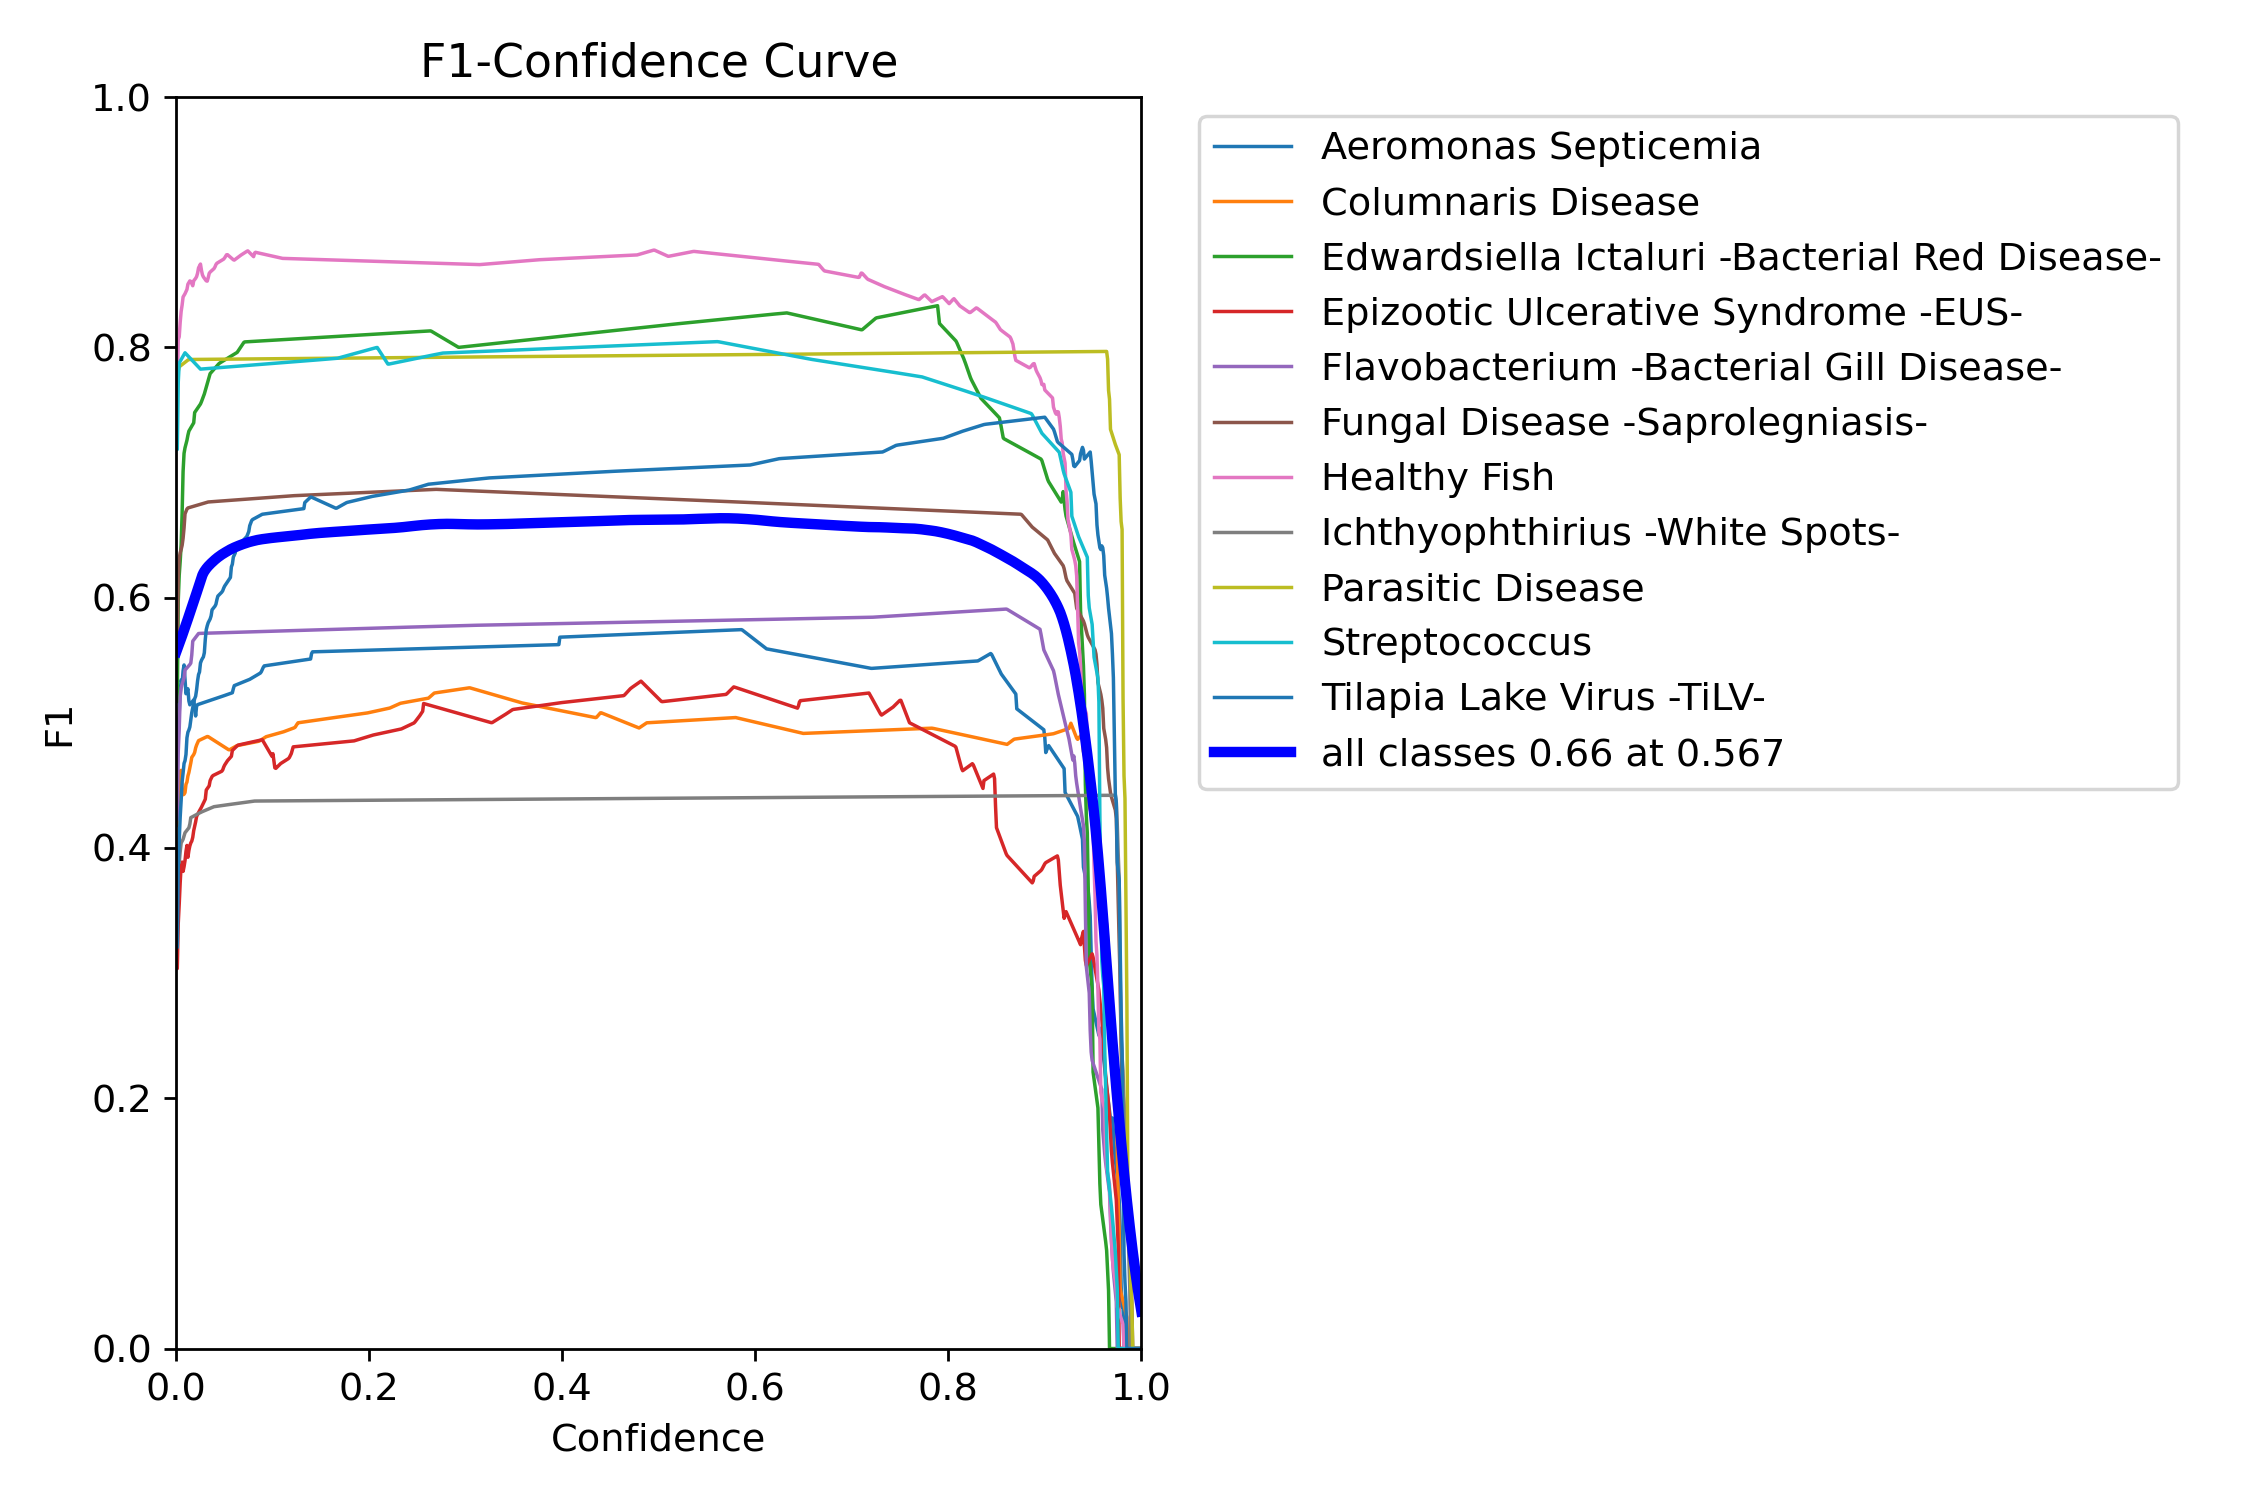 F1-Confidence Curve
1.0
0.8
0.6
0.4
0.2
0.0
F1
0.0 0.2 0.4 0.6 0.8 1.0
Confidence
Aeromonas Septicemia
Columnaris Disease
Edwardsiella Ictaluri -Bacterial Red Disease-
Epizootic Ulcerative Syndrome -EUS-
Flavobacterium -Bacterial Gill Disease-
Fungal Disease -Saprolegniasis-
Healthy Fish
Ichthyophthirius -White Spots-
Parasitic Disease
Streptococcus
Tilapia Lake Virus -TiLV-
all classes 0.66 at 0.567